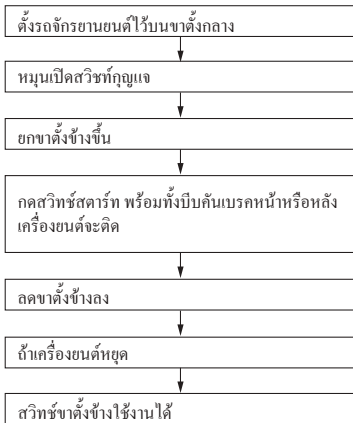 ตั้งรถจักรยานยนต์ไว้บนขาตั้งกลาง
หมุนเปิดสวิชท์กุญแจ
ยกขาตั้งข้างขึ้น
กดสวิทช์สตาร์ท พร้อมทั้งบีบคันเบรคหน้าหรือหลัง
เครื่องยนต์จะติด
ลดขาตั้งข้างลง
ถ้าเครื่องยนต์หยุด
สวิทช์ขาตั้งข้างใช้งานได้